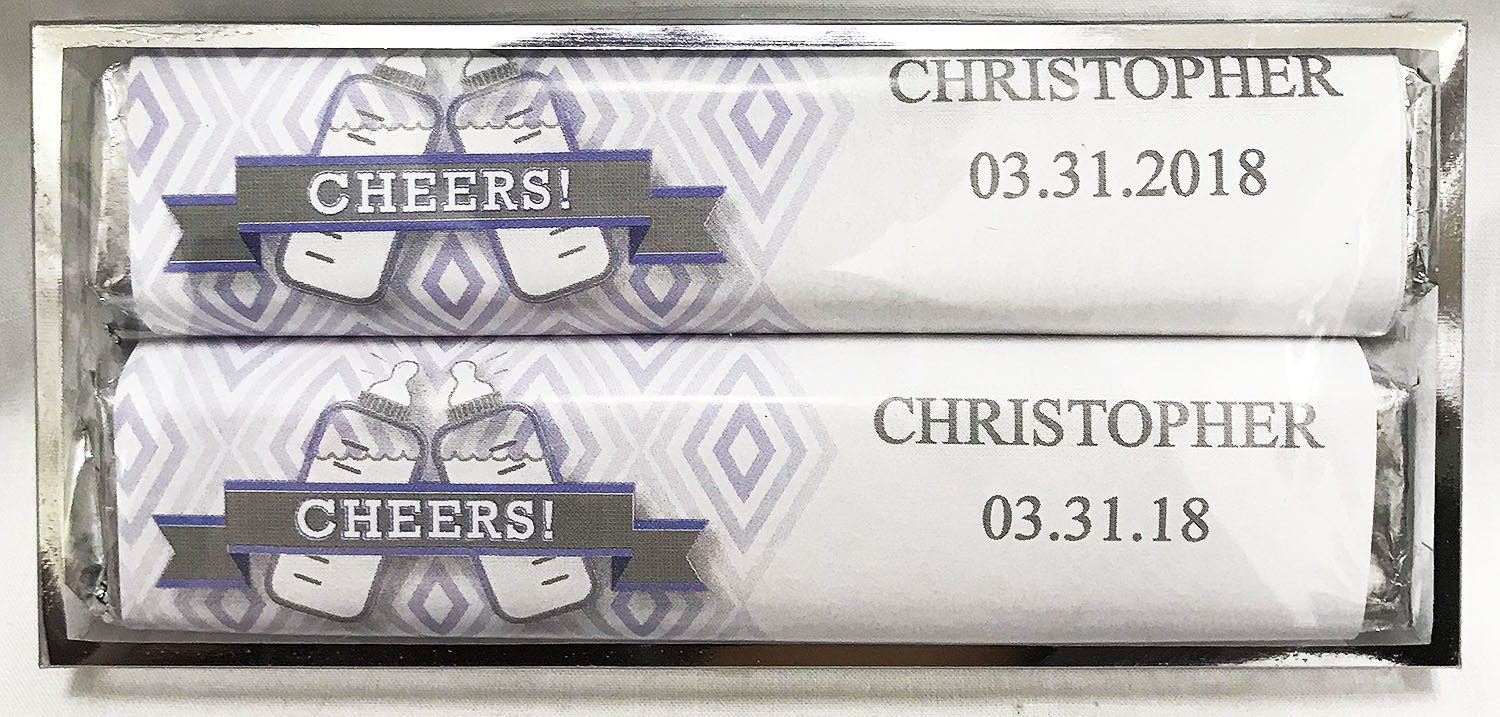 CHEERS!
CHRISTOPHER
03.31.2018
CHEERS!
CHRISTOPHER
03.31.18